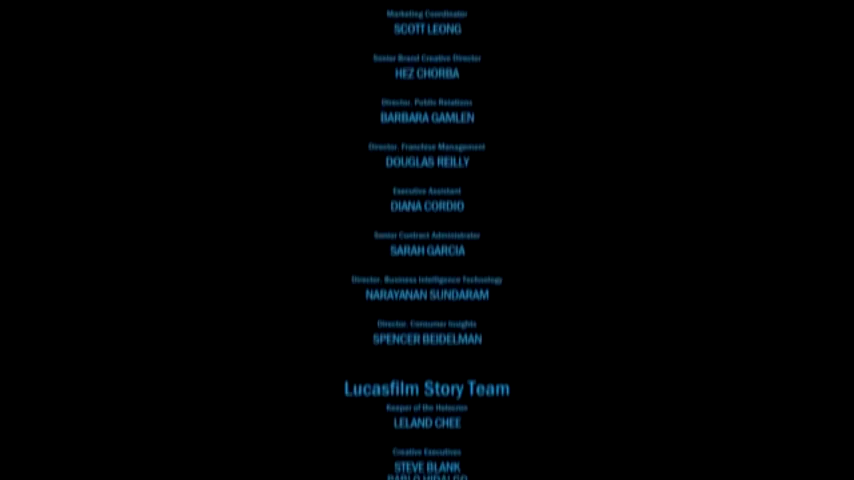 Marketing Coordinator
SCOTT LEONG
Senior Brand Creative Director
HEZ CHORBA
Director, Public Relations
BARBARA GAMLEN
Director, Franchise Management
DOUGLAS REILLY
Executive Assistant
DIANA CORDIO
Senior Contract Administrator
SARAH GARCIA
Director, Business Intelligence Technology
NARAYANAN SUNDARAM
Director, Consumer Insights
SPENCER BEIDELMAN
Lucasfilm Story Team
Keeper of the Holocron
LELAND CHEE
Creative Executives
STEVE BLANK
PABLO HIDALGO